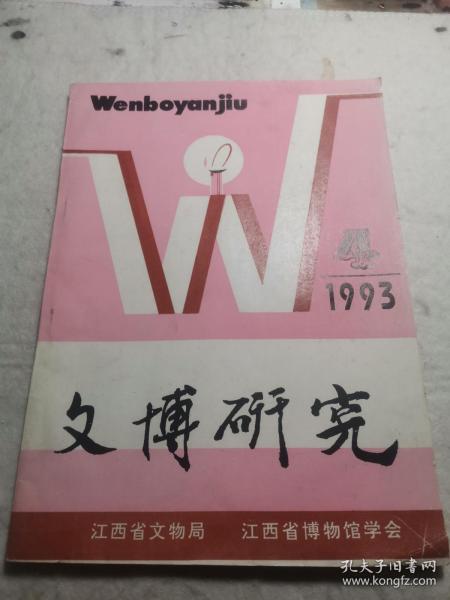 Wenboyanjiu
4
1993
文博研究
江西省文物局 江西省博物馆学会
孔夫子旧书网
www.kongfz.com